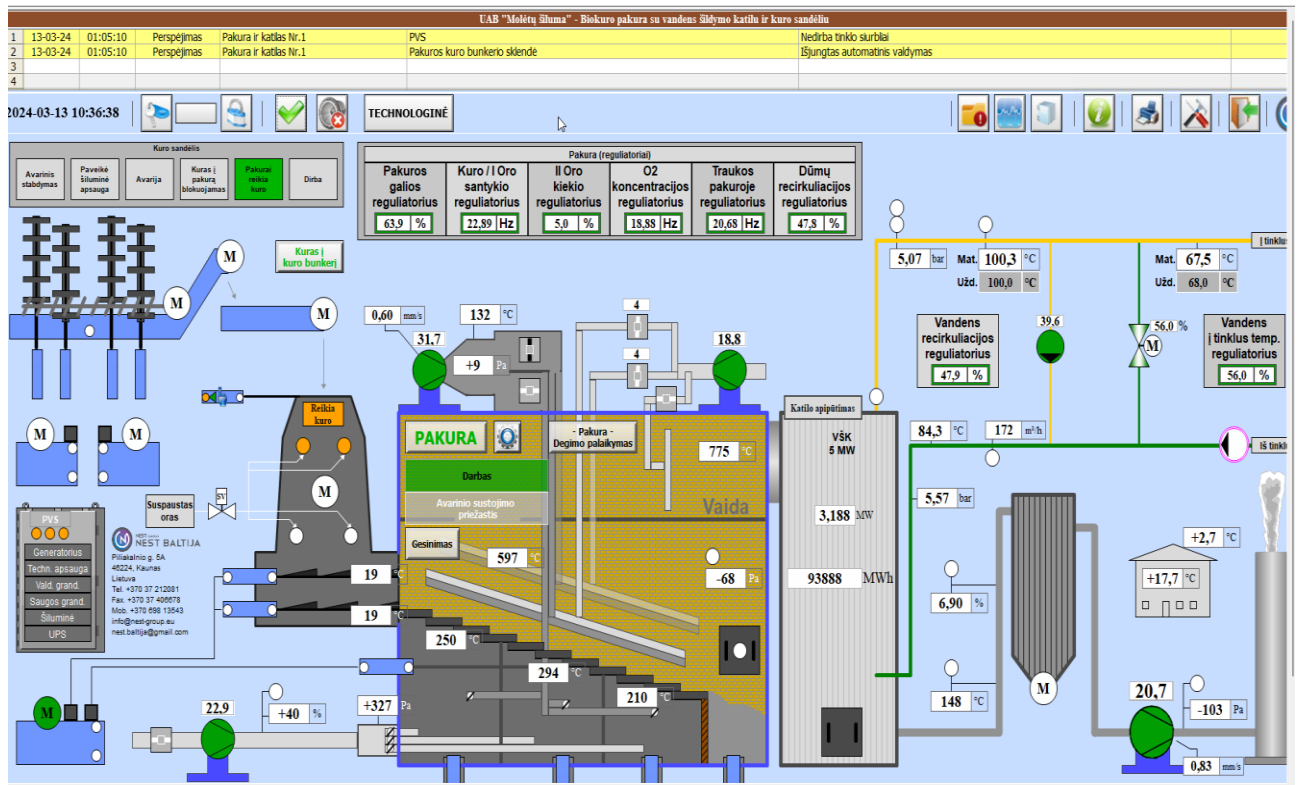 UAB "Molėtų šiluma" - Biokuro pakura su vandens šildymo katilu ir kuro sandėliu
1 13-03-24 01:05:10 Perspėjimas Pakura ir katilas Nr.1 PVS Nedirba tinklo siurbliai
2 13-03-24 01:05:10 Perspėjimas Pakura ir katilas Nr.1 Pakuros kuro bunkerio sklendė Išjungtas automatinis valdymas
3
4
2024-03-13 10:36:38
TECHNOLOGINĖ
Kuro sandėlis
Avarinis
stabdymas
Paveikė
šiluminė
apsauga
Avarija
Kuras į
pakurą
blokuojamas
Pakurai
reikia
kuro
Dirba
Pakura (reguliatoriai)
Pakuros
galios
reguliatorius
63,9 %
Kuro / I Oro
santykio
reguliatorius
22,89 Hz
II Oro
kiekio
reguliatorius
5,0 %
O2
koncentracijos
reguliatorius
18,88 Hz
Traukos
pakuroje
reguliatorius
20,68 Hz
Dūmų
recirkuliacijos
reguliatorius
47,8 %
M
M
M
Kuras į
kuro bunkerį
0,60 mm/s
132 °C
31,7
+9 Pa
4
4
18,8
5,07 bar
Mat. 100,3 °C
Užd. 100,0 °C
Mat. 67,5 °C
Užd. 68,0 °C
Į tinklus
Vandens
recirkuliacijos
reguliatorius
47,9 %
39,6
M
56,0 %
Vandens
į tinklus temp.
reguliatorius
56,0 %
84,3 °C
172 m³/h
Iš tinklų
5,57 bar
Reikia
kuro
M
M
M
PAKURA
- Pakura -
Degimo palaikymas
Darbas
Avarinio sustojimo
priežastis
Gesinimas
775 °C
Vaida
597 °C
-68 Pa
Katilo apipūtimas
VŠK
5 MW
3,188 MW
93888 MWh
Suspaustas
oras
SV
PVS
Generatorius
Techn. apsauga
Vald. grand.
Saugos grand.
Šiluminė
UPS
NEST BALTIJA
Piliakalnio g. 5A
46224, Kaunas
Lietuva
Tel. +370 37 212081
Fax. +370 37 406678
Mob. +370 698 13543
info@nest-group.eu
nest.baltija@gmail.com
19 °C
19 °C
250 °C
294 °C
210 °C
+327 Pa
M
22,9
+40 %
6,90 %
148 °C
M
+2,7 °C
+17,7 °C
20,7
-103 Pa
0,83 mm/s